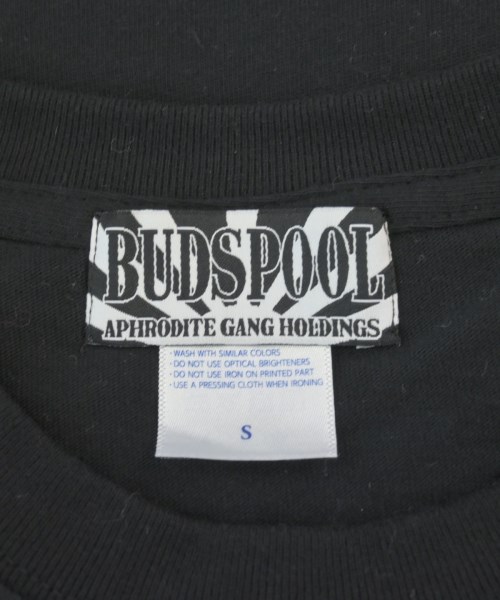 BUDSPOOL
APHRODITE GANG HOLDINGS
· WASH WITH SIMILAR COLORS
· DO NOT USE OPTICAL BRIGHTENERS
· DO NOT USE IRON ON PRINTED PART
· USE A PRESSING CLOTH WHEN IRONING
S